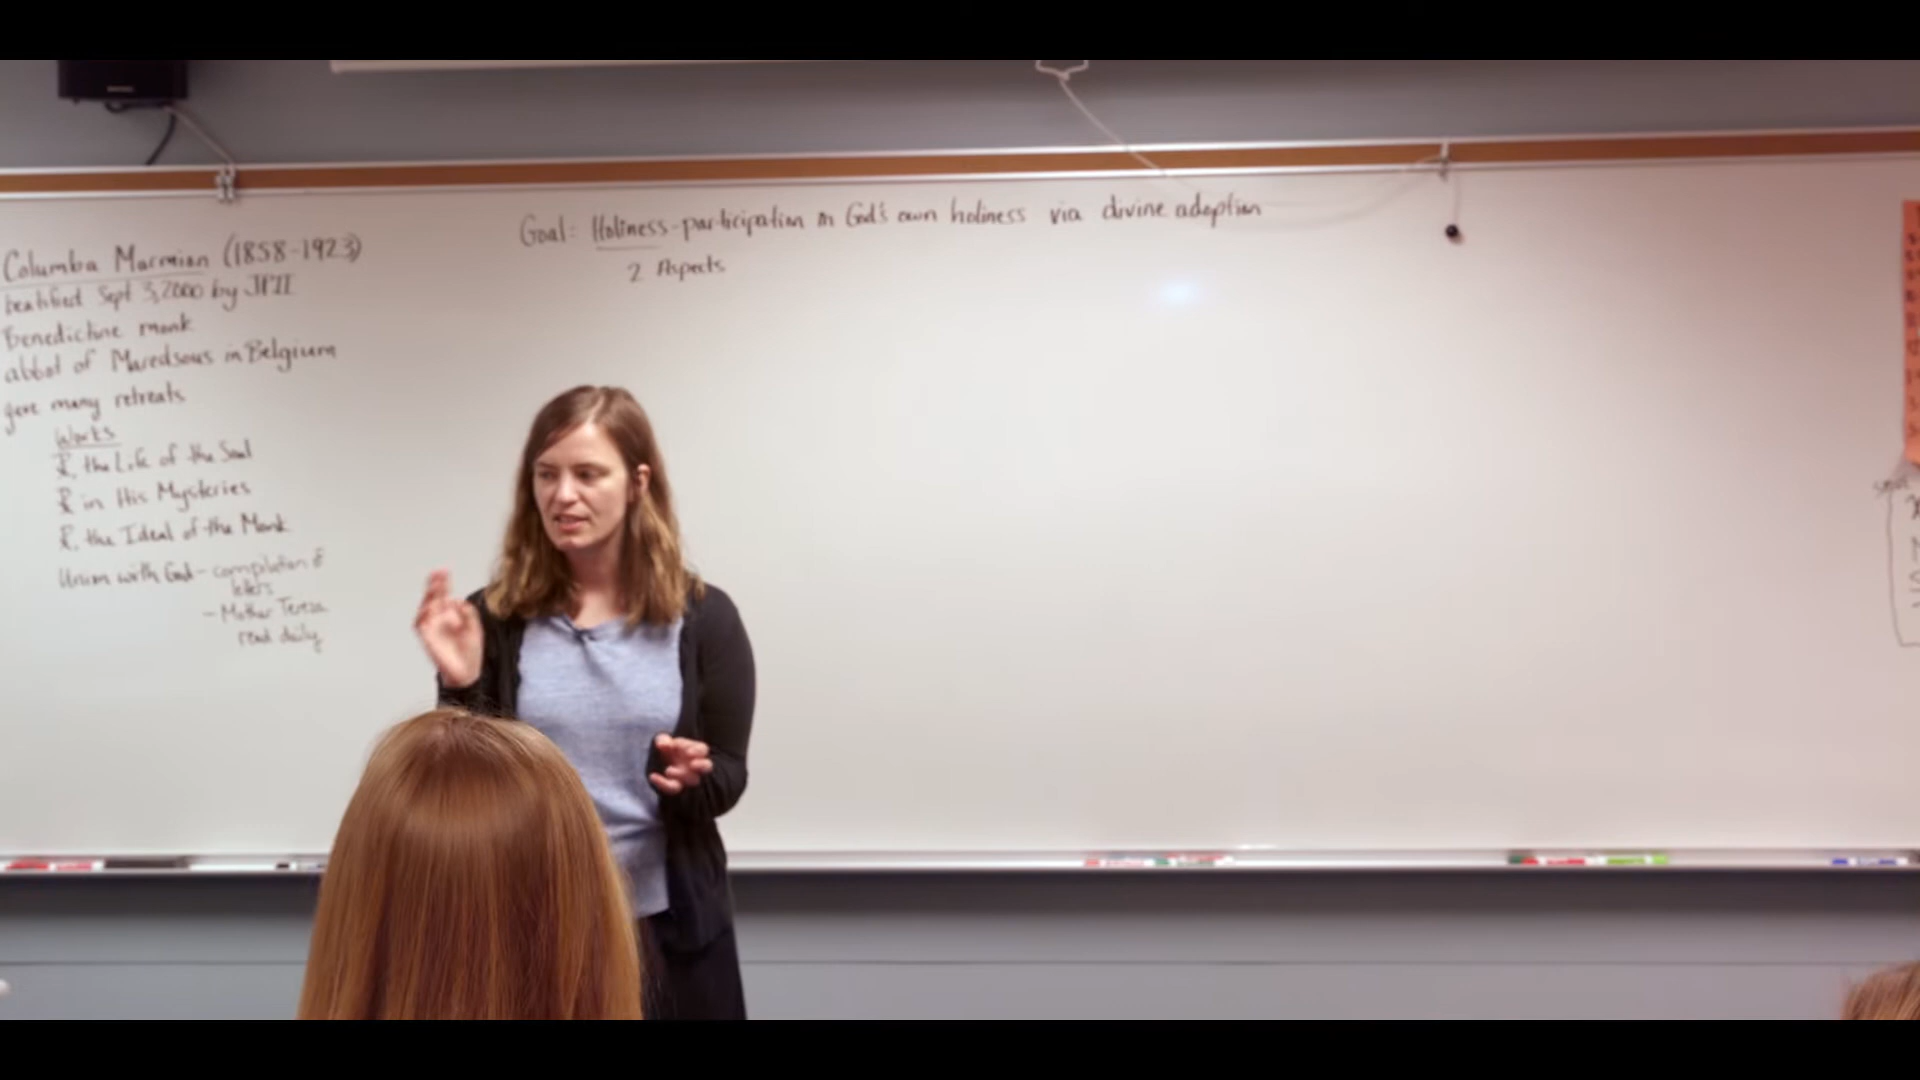 Columba Marmion (1858-1923)
beatified Sept 3, 2000 by JPII
Benedictine monk
abbot of Maredsous in Belgium
gave many retreats
Works
, the Life of the Soul
in His Mysteries
, the Ideal of the Monk
Union with God - compilation of
letters
- Mother Teresa
read daily
Goal: Holiness - participation in God's own holiness via divine adoption
2 Aspects